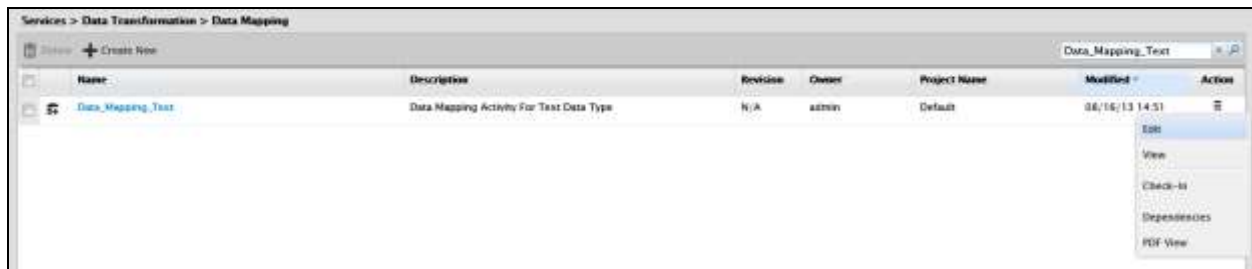 Services > Data Transformation > Data Mapping
Delete Create New Data_Mapping_Text
Name Description Revision Owner Project Name Modified Action
Data_Mapping_Text Data Mapping Activity For Text Data Type N/A admin Default 08/16/13 14:51
Edit
View
Check-In
Dependencies
PDF View